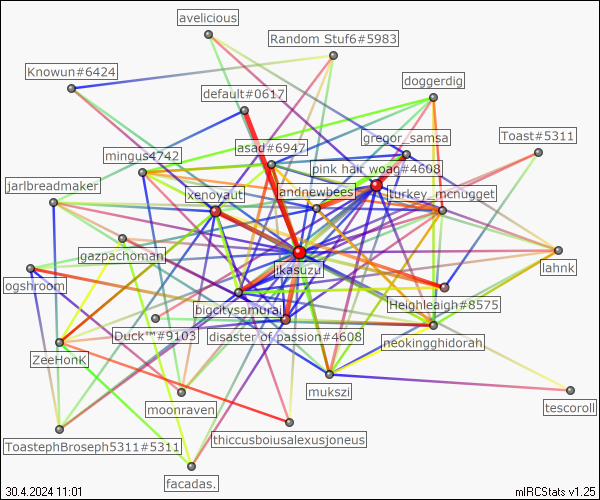 avelicious
Random Stuf6#5983
Knowun#6424
doggerdig
default#0617
gregor_samsa
Toast#5311
asad#6947
mingus4742
pink hair woag#4608
jarlbreadmaker
andnewbees
turkey_mcnugget
xenoyaut
gazpachoman
lahnk
jkasuzu
ogshroom
Heighleigh#8575
bigcitysamurai
Duck™#9103
disaster of passion#4608
neokingghidorah
ZeeHonK
mukszi
moonraven
tescoroll
thiccusboiusalexusjoneus
ToastephBroseph5311#5311
facadas.
30.4.2024 11:01
mIRCStats v1.25